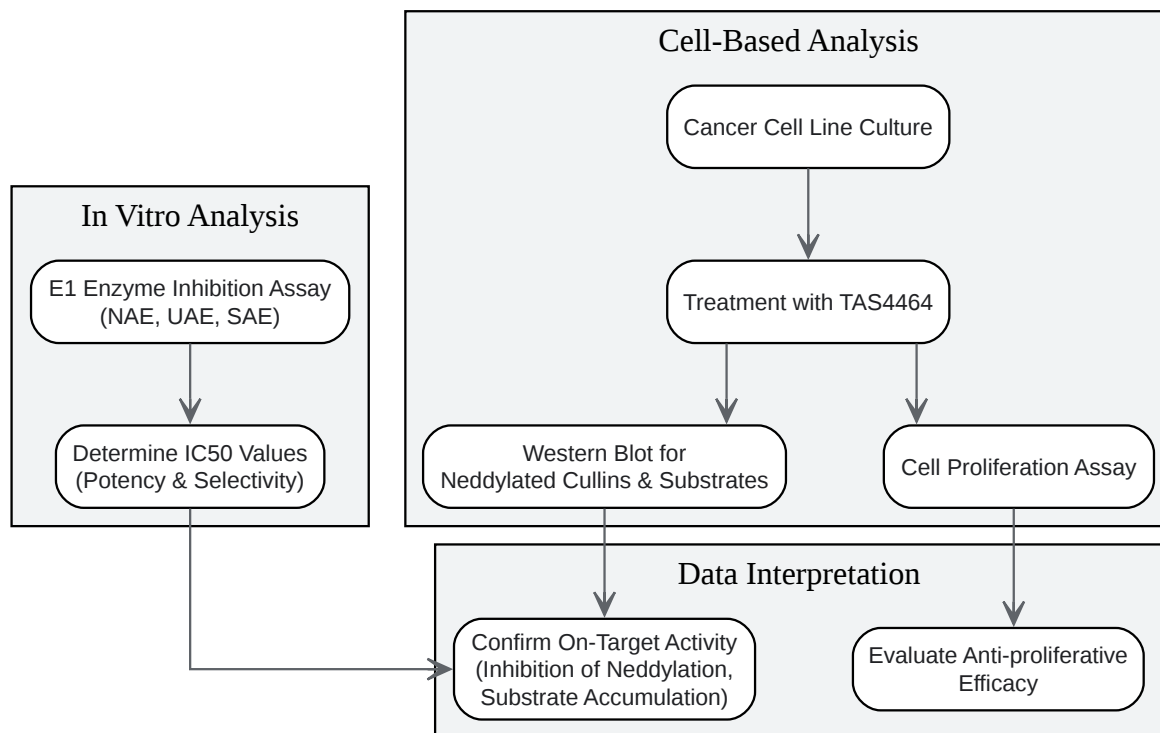 Cell-Based Analysis
Cancer Cell Line Culture
Treatment with TAS4464
Western Blot for
Neddylated Cullins & Substrates
Cell Proliferation Assay
In Vitro Analysis
E1 Enzyme Inhibition Assay
(NAE, UAE, SAE)
Determine IC50 Values
(Potency & Selectivity)
Data Interpretation
Confirm On-Target Activity
(Inhibition of Neddylation,
Substrate Accumulation)
Evaluate Anti-proliferative
Efficacy